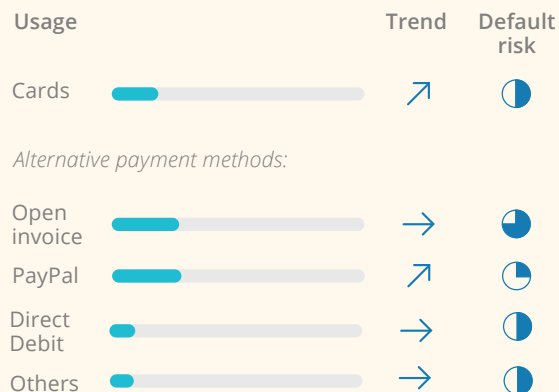 Usage
Trend
Default
risk
Cards
Alternative payment methods:
Open
invoice
PayPal
Direct
Debit
Others